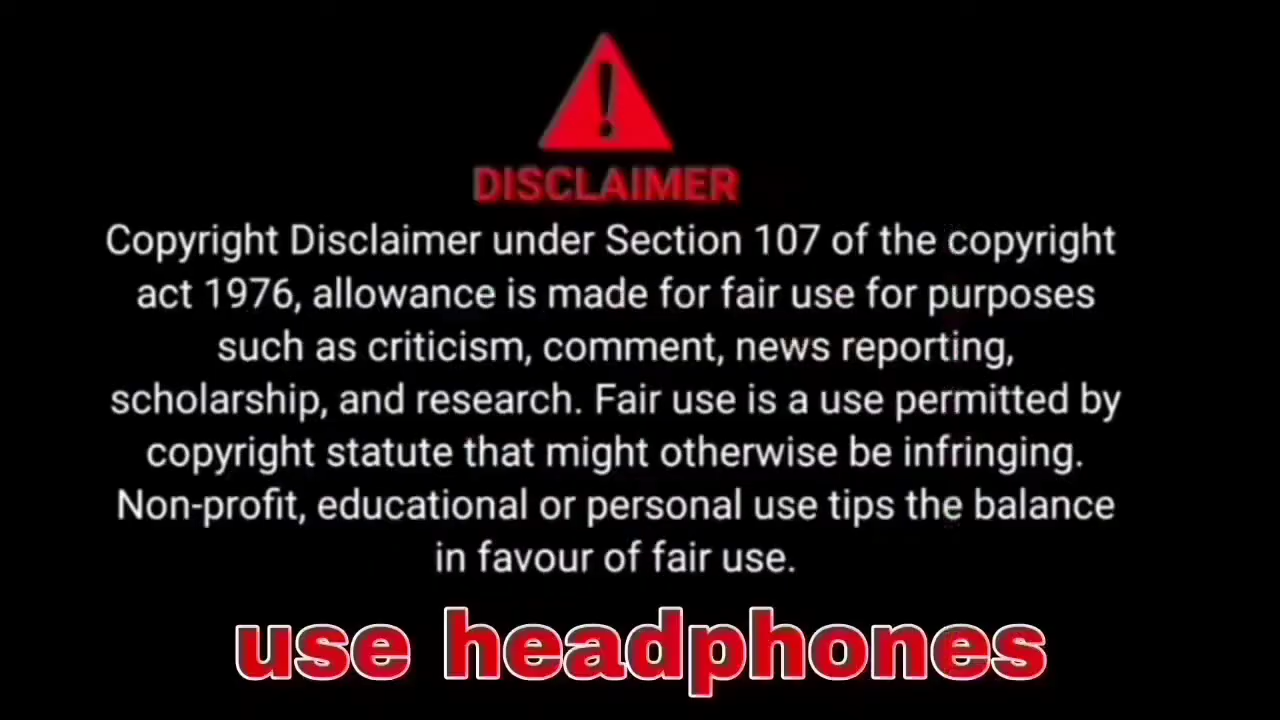 DISCLAIMER
Copyright Disclaimer under Section 107 of the copyright
act 1976, allowance is made for fair use for purposes
such as criticism, comment, news reporting,
scholarship, and research. Fair use is a use permitted by
copyright statute that might otherwise be infringing.
Non-profit, educational or personal use tips the balance
in favour of fair use.
use headphones